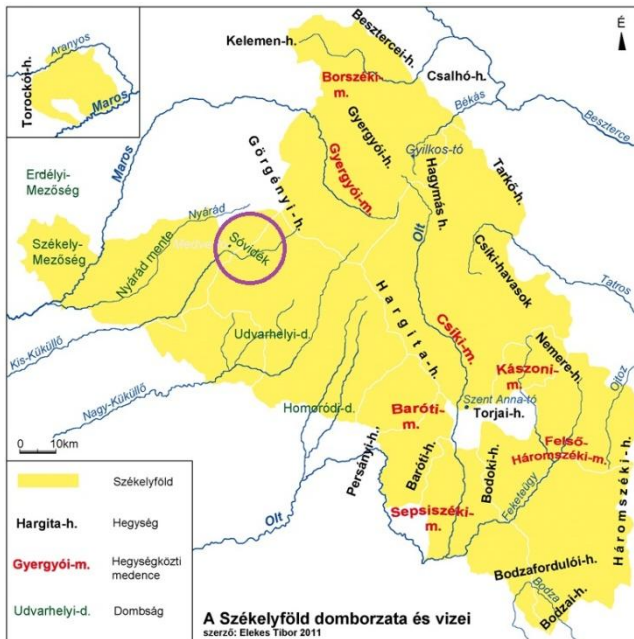 Aranyos
Torockói-h.
Maros
Kelemen-h.
Besztercei-h.
É
Borszéki-
m.
Csalhó-h.
Békás
Beszterce
Gyergyói-h.
Gyilkos-tó
Maros
Görgényi-h.
Gyergyói-m.
Hagymás h.
Tarkő-h.
Erdélyi-
Mezőség
Nyárád
Olt
Székely-
Mezőség
Nyárád mente
Sóvidék
Csíki-havasok
Tatros
Kis-Küküllő
Hargita-h.
Csíki-m.
Nemere-h.
Udvarhelyi-d.
Kászoni-
m.
Ojtoz
Nagy-Küküllő
Szent Anna-tó
Homoródi-d.
Baróti-
m.
Torjai-h.
0 10km
Persányi-h.
Baróti-h.
Bodoki-h.
Felső-
Háromszéki-m.
Feketeügy
Háromszéki-h.
Székelyföld
Hargita-h. Hegység
Olt
Sepsiszéki-
m.
Gyergyói-m. Hegységközti
medence
Bodzafordulói-h.
Bodza
Bodzai-h.
Udvarhelyi-d. Dombság
A Székelyföld domborzata és vizei
szerző: Elekes Tibor 2011